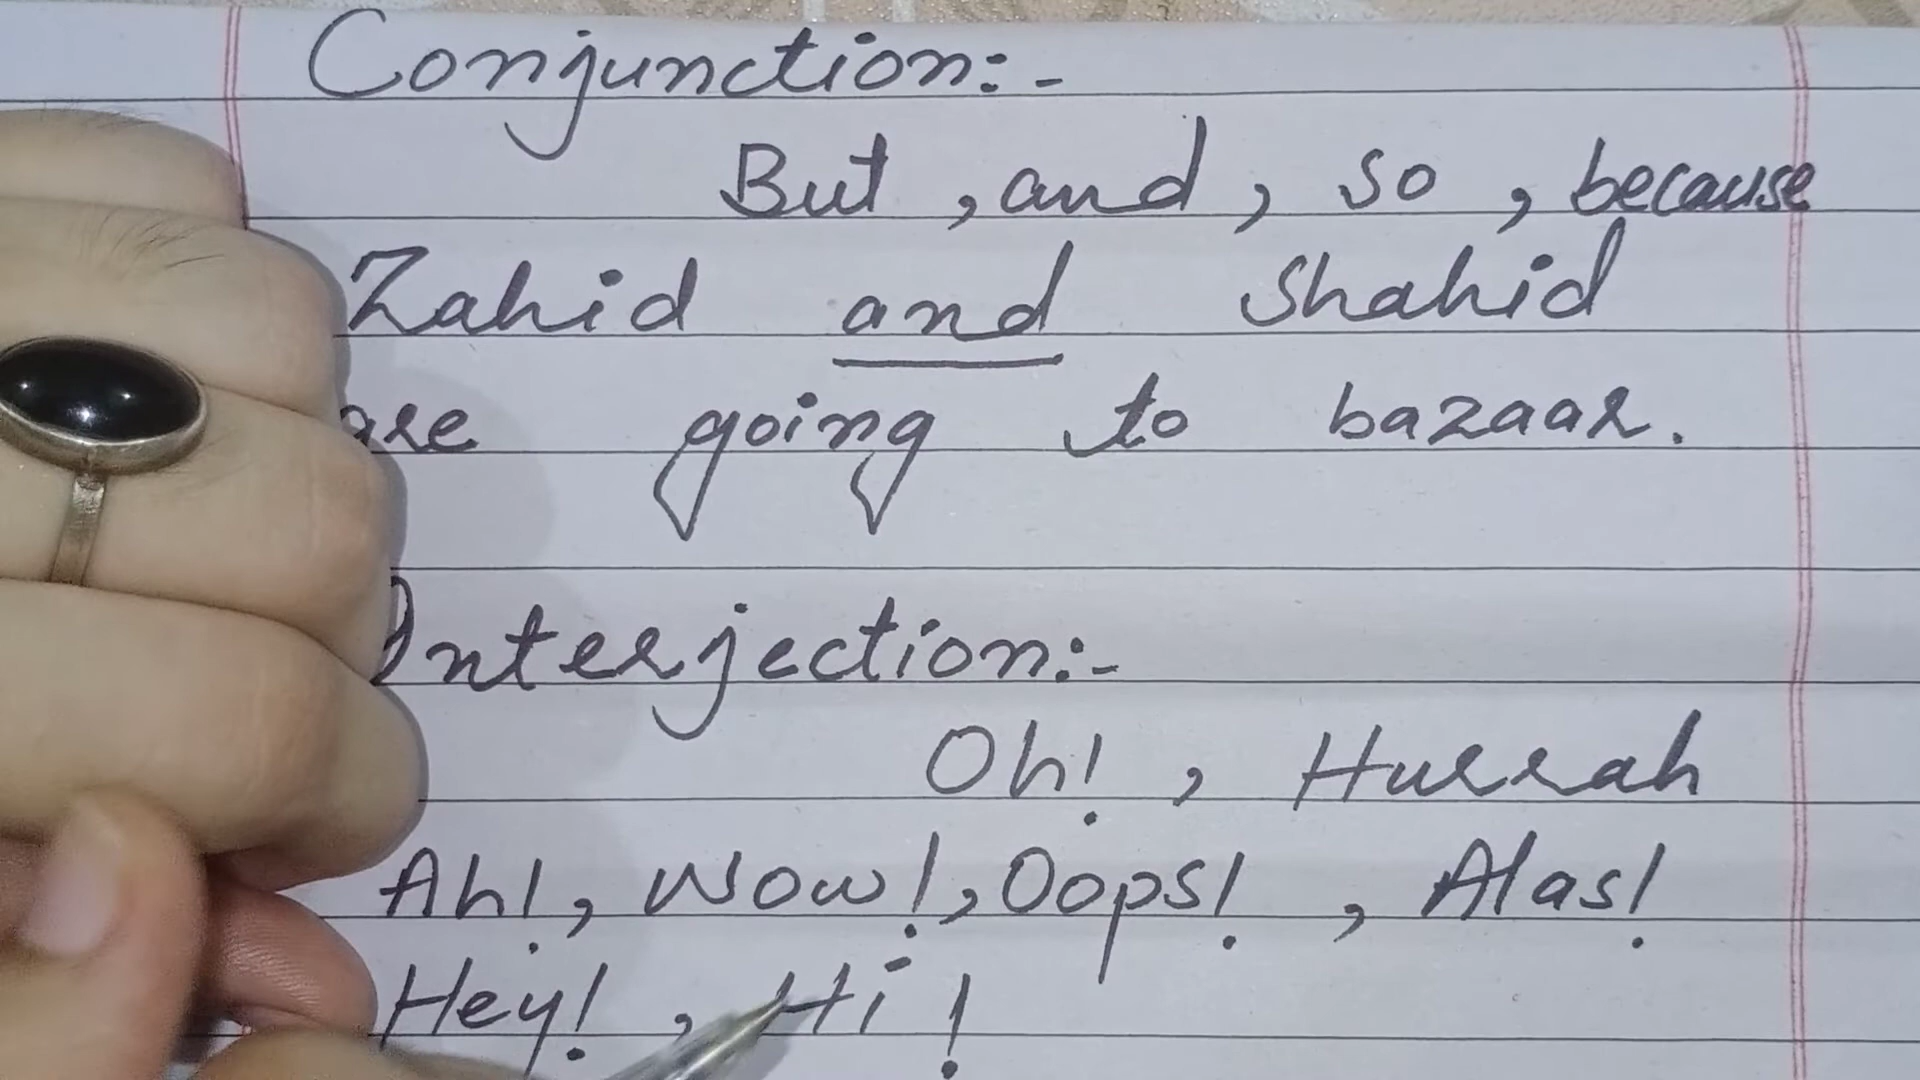 Conjunction:-
But, and, so, because
Zahid and Shahid
are going to bazaar.
Interjection:-
Oh!, Hurrah
Ah!, Wow!, Oops!, Alas!
Hey!, Hi!